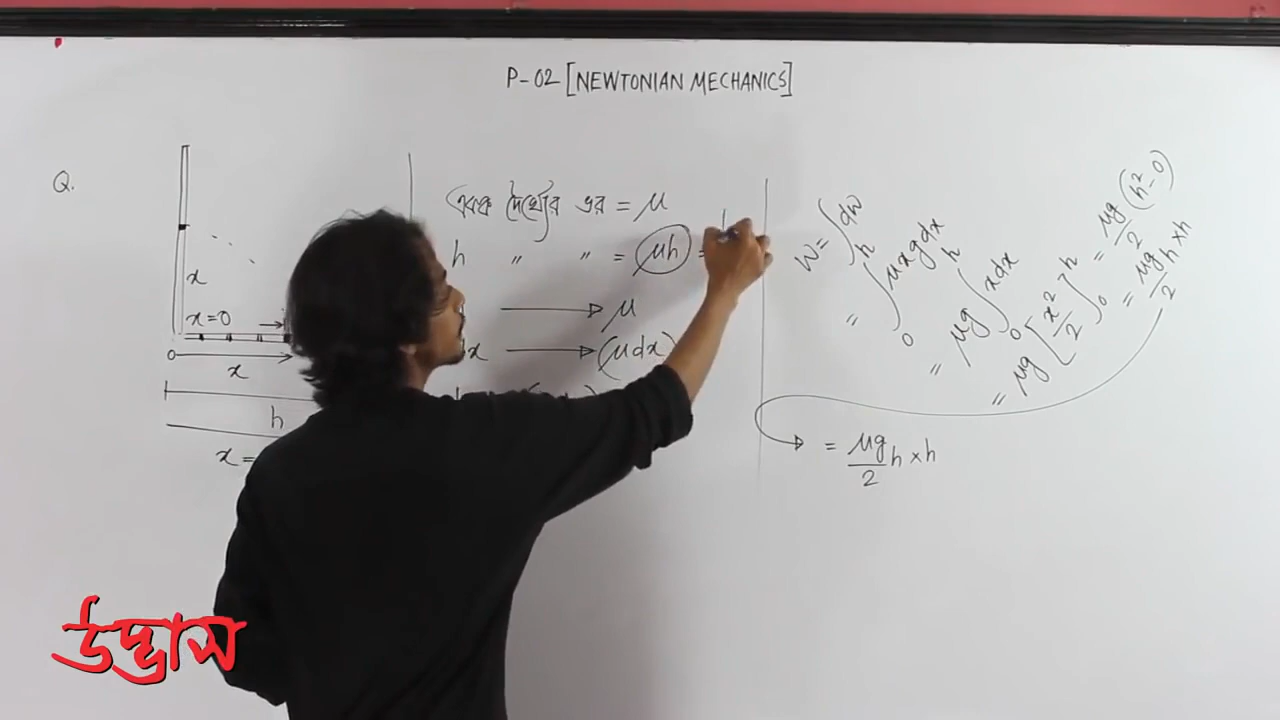 P-02 [NEWTONIAN MECHANICS]
Q.
x
x=0
0
x
h
x=
একক দৈর্ঘ্যের ভর = μ
h " " = μh =
→ μ
dx → (μdx)
W = ∫dw
= ∫₀ʰ μxgdx
= μg ∫₀ʰ xdx
= μg [x²/2]₀ʰ = μg/2 (h²-0)
= μg/2 h×h
= μg/2 h×h
উদ্ভাস